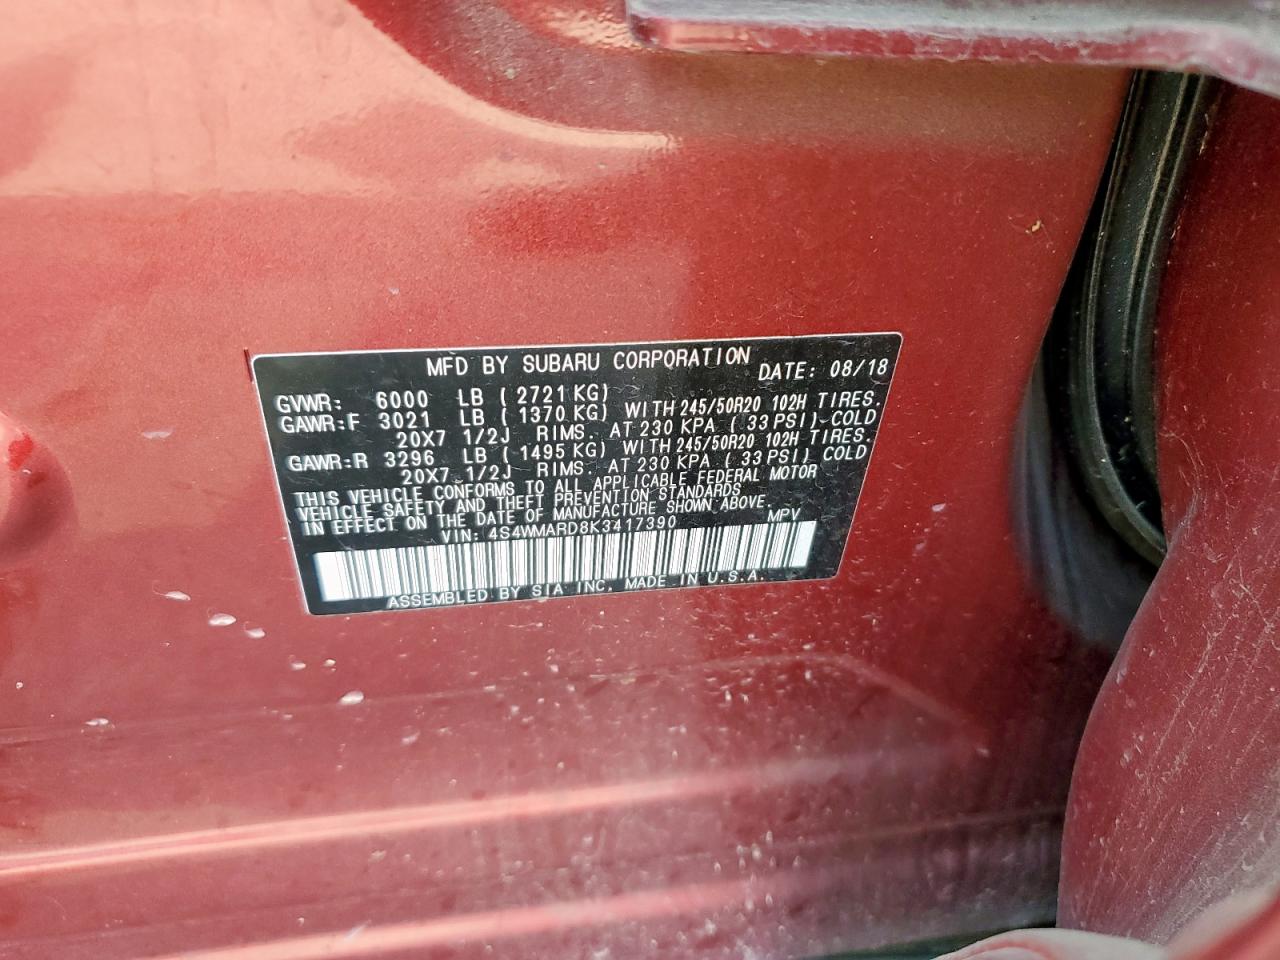 MFD BY SUBARU CORPORATION DATE: 08/18
GVWR: 6000 LB ( 2721 KG)
GAWR:F 3021 LB ( 1370 KG) WITH 245/50R20 102H TIRES.
20X7 1/2J RIMS. AT 230 KPA ( 33 PSI) COLD
GAWR:R 3296 LB ( 1495 KG) WITH 245/50R20 102H TIRES.
20X7 1/2J RIMS. AT 230 KPA ( 33 PSI) COLD
THIS VEHICLE CONFORMS TO ALL APPLICABLE FEDERAL MOTOR
VEHICLE SAFETY AND THEFT PREVENTION STANDARDS
IN EFFECT ON THE DATE OF MANUFACTURE SHOWN ABOVE.
VIN: 4S4WMARD8K3417390 MPV
ASSEMBLED BY SIA INC. MADE IN U.S.A.